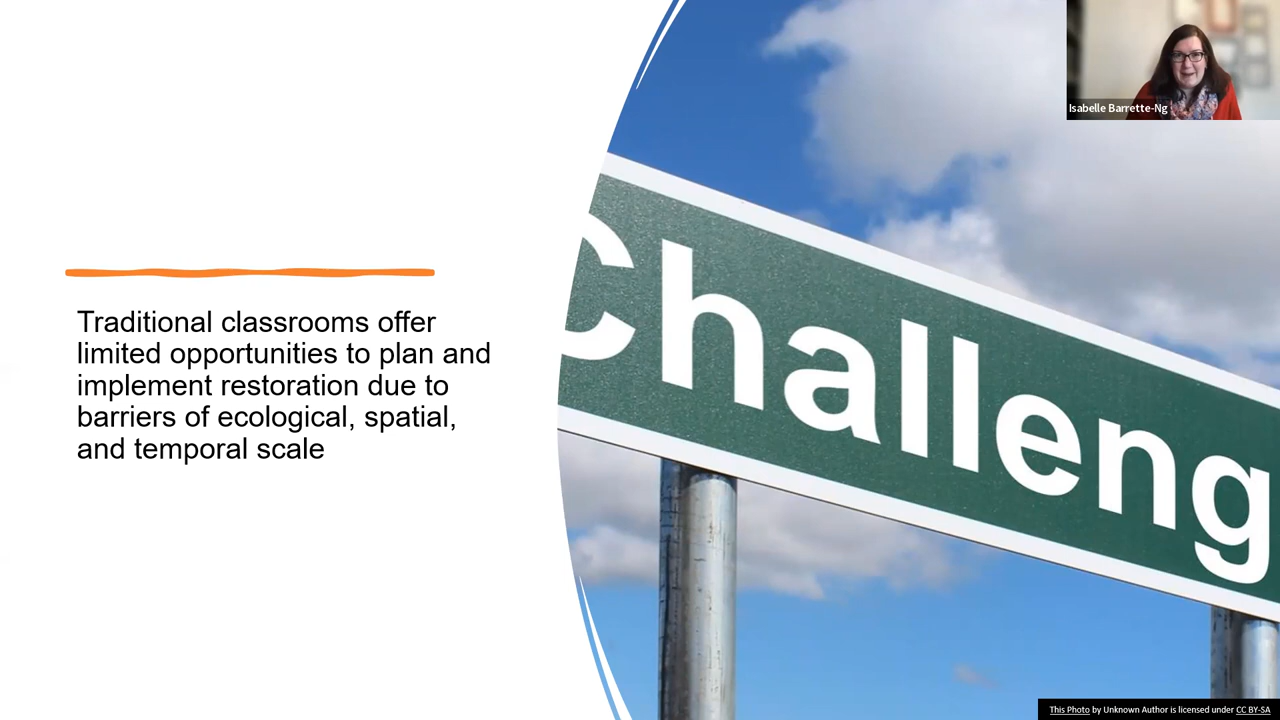 Isabelle Barrette-Ng
Traditional classrooms offer
limited opportunities to plan and
implement restoration due to
barriers of ecological, spatial,
and temporal scale
Challeng
This Photo by Unknown Author is licensed under CC BY-SA